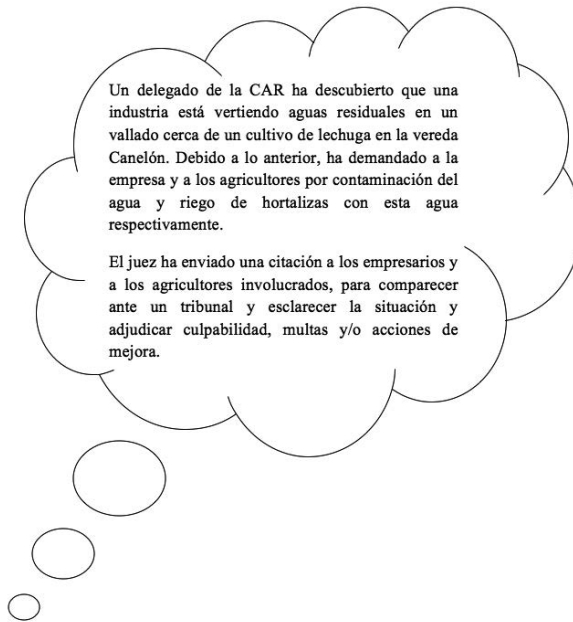 Un delegado de la CAR ha descubierto que una
industria está vertiendo aguas residuales en un
vallado cerca de un cultivo de lechuga en la vereda
Canelón. Debido a lo anterior, ha demandado a la
empresa y a los agricultores por contaminación del
agua y riego de hortalizas con esta agua
respectivamente.
El juez ha enviado una citación a los empresarios y
a los agricultores involucrados, para comparecer
ante un tribunal y esclarecer la situación y
adjudicar culpabilidad, multas y/o acciones de
mejora.